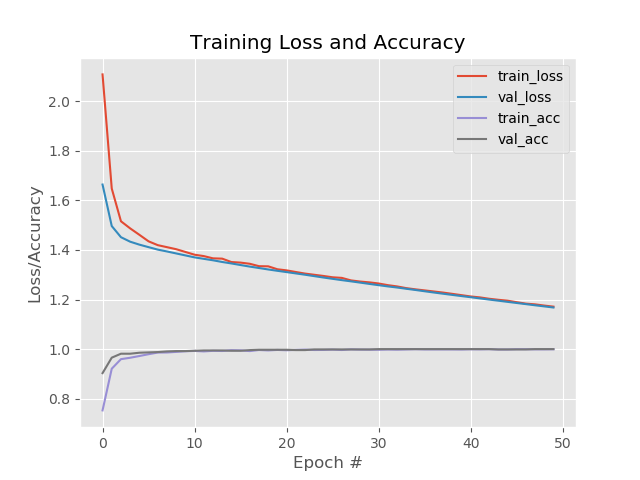 Training Loss and Accuracy
train_loss
val_loss
train_acc
val_acc
2.0
1.8
1.6
1.4
1.2
1.0
0.8
Loss/Accuracy
0 10 20 30 40 50
Epoch #